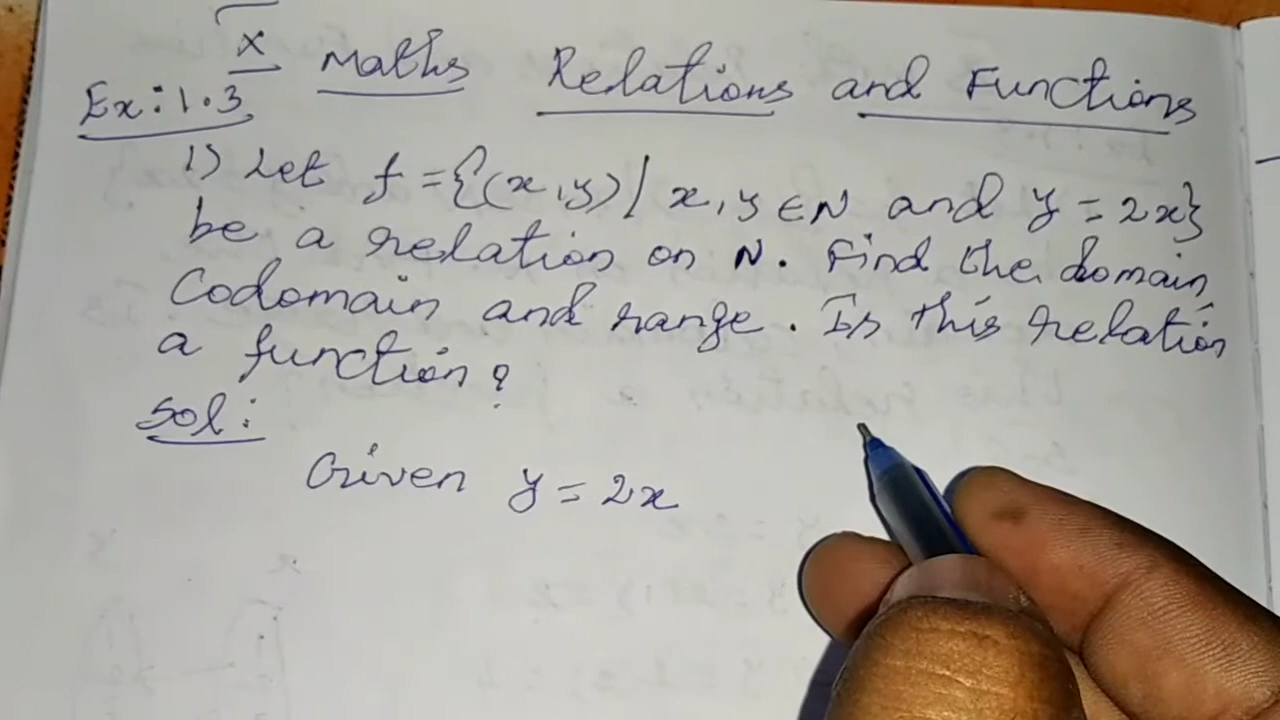 X Maths Relations and Functions
Ex: 1.3
1) Let f = {(x,y) / x,y ∈ N and y = 2x}
be a relation on N. Find the domain,
Codomain and range. Is this relation
a function?
Sol:
Given y = 2x